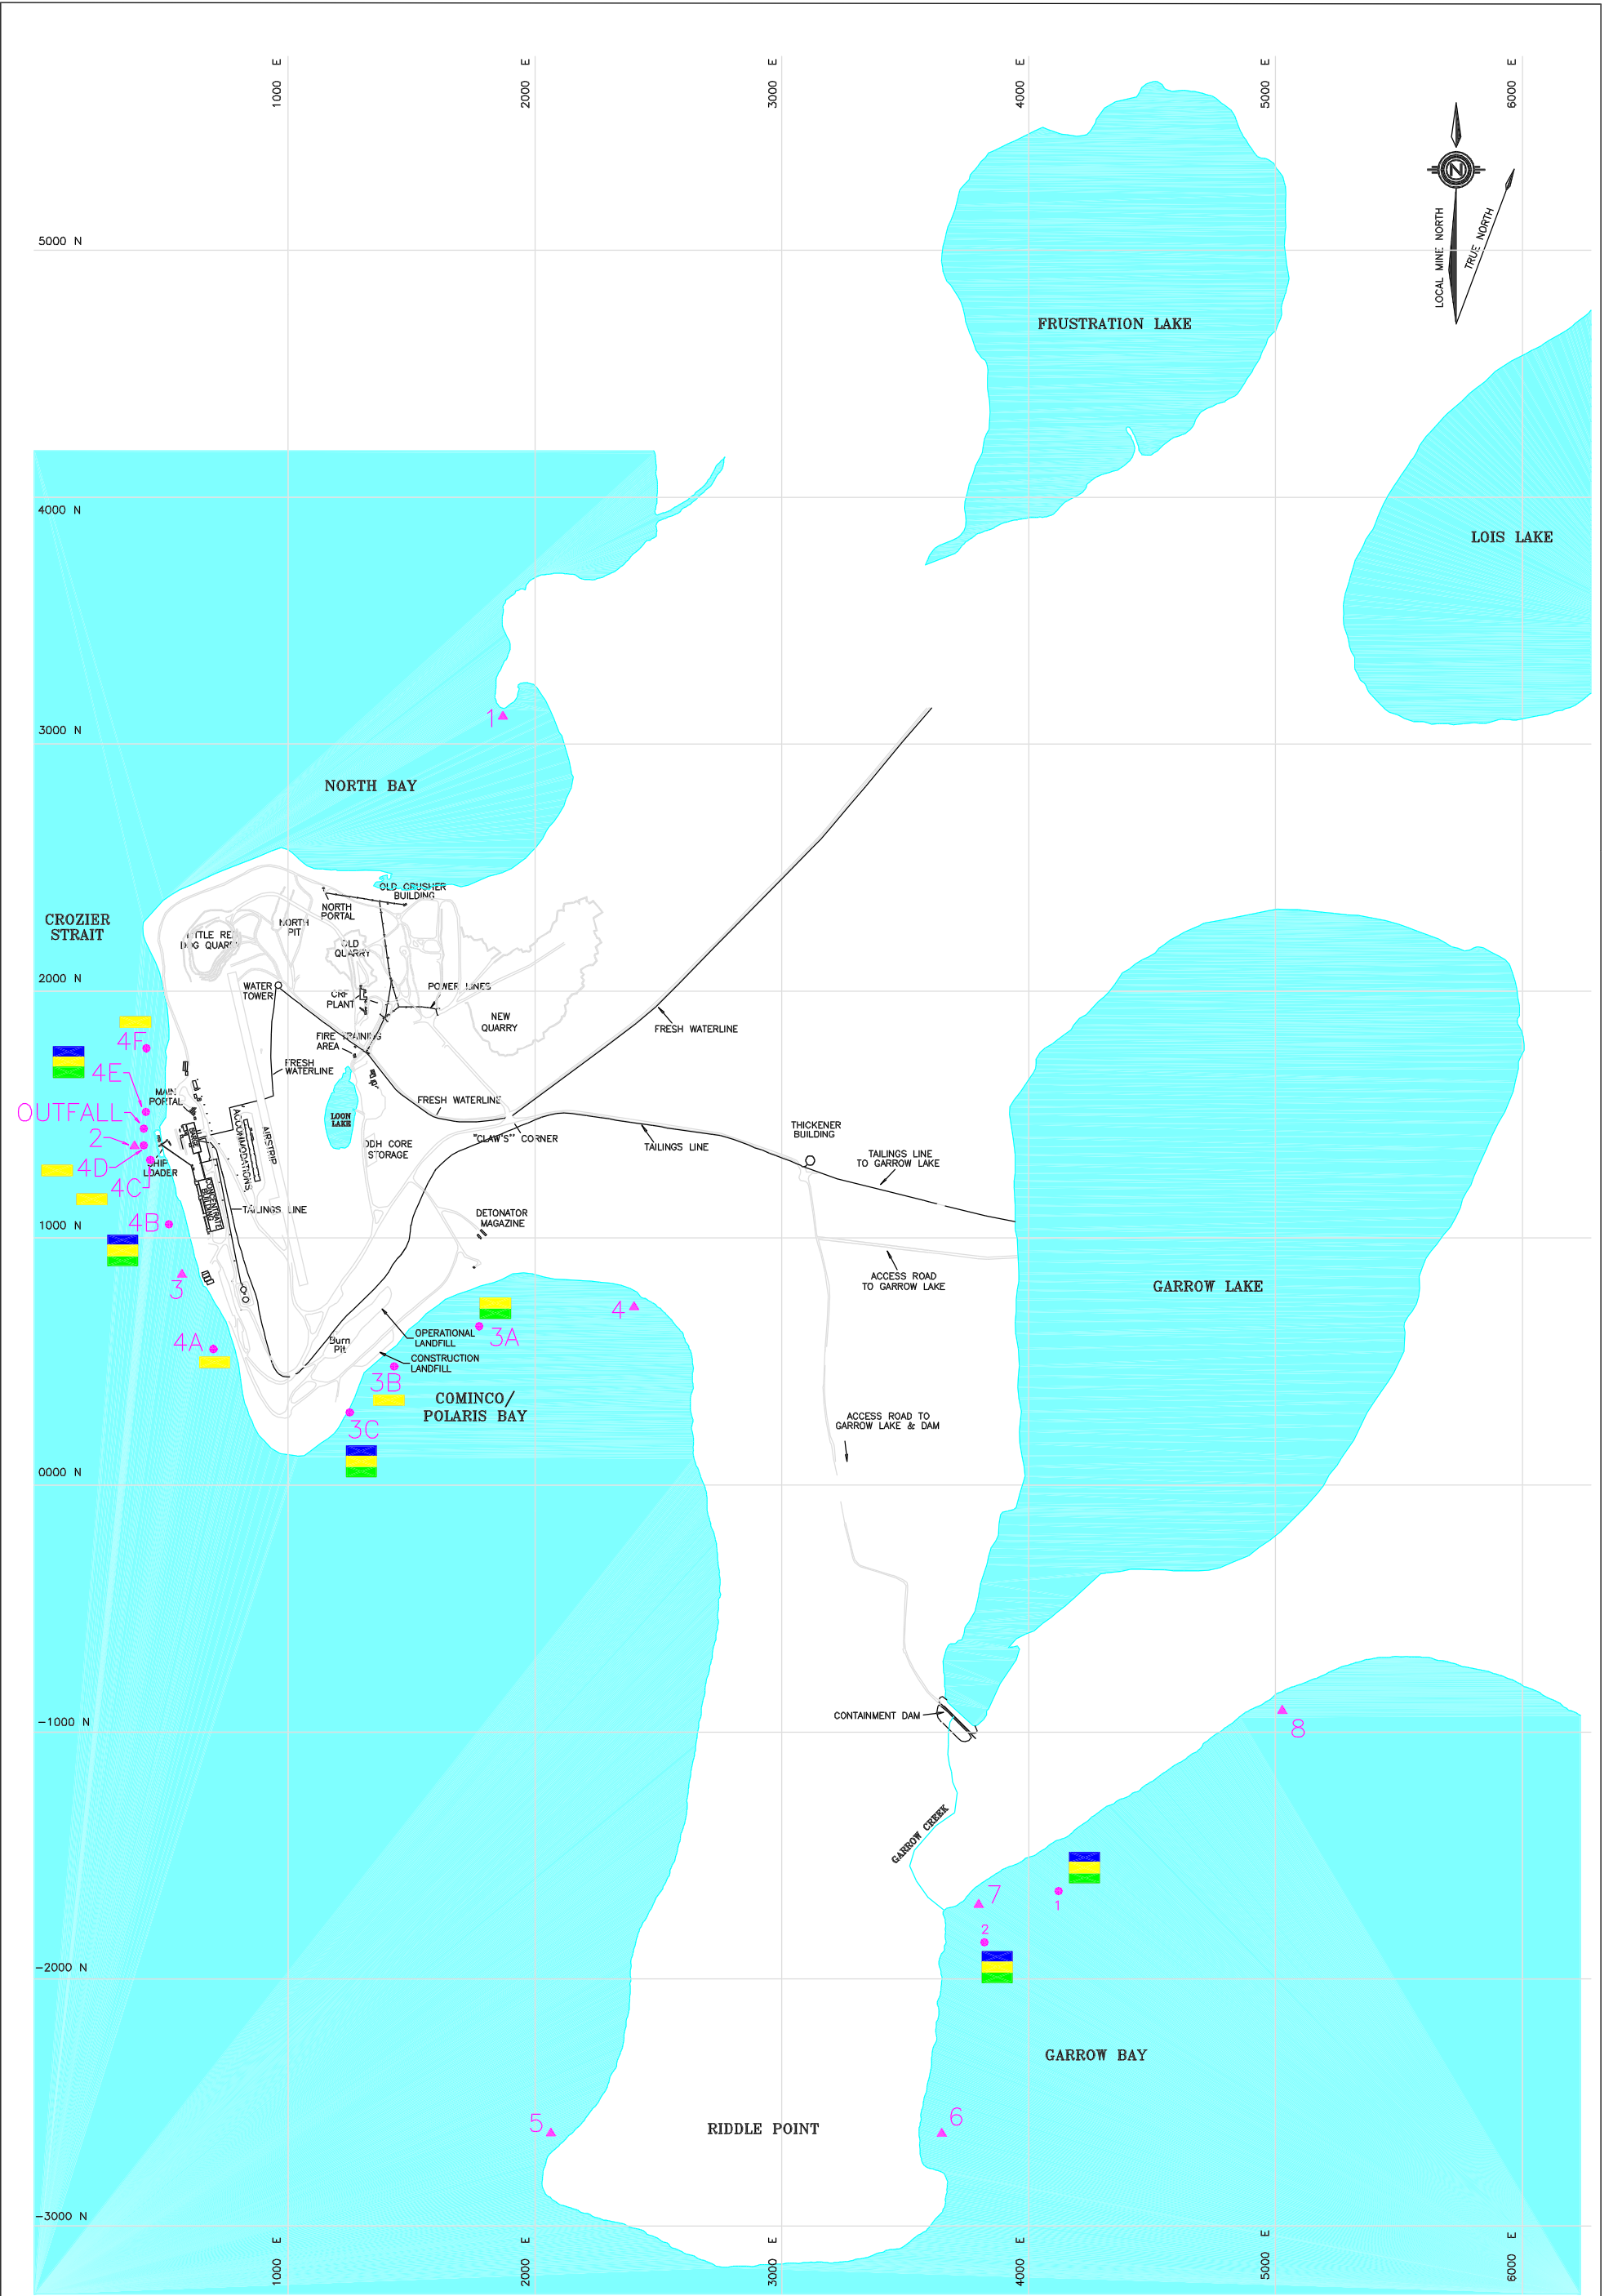 1000 E
2000 E
3000 E
4000 E
5000 E
6000 E
N
LOCAL MINE NORTH
TRUE NORTH
5000 N
FRUSTRATION LAKE
4000 N
LOIS LAKE
3000 N
1
NORTH BAY
OLD CRUSHER
BUILDING
NORTH
PORTAL
CROZIER
STRAIT
NORTH
PIT
LITTLE RED
DOG QUARRY
OLD
QUARRY
2000 N
WATER
TOWER
CRF
PLANT
POWER LINES
NEW
QUARRY
FRESH WATERLINE
FIRE TRAINING
AREA
4F
4E
FRESH
WATERLINE
MAIN
PORTAL
OUTFALL
2
4D
4C
SHIP
LOADER
BARGE
ACCOMMODATIONS
AIRSTRIP
CONCENTRATE
BUILDING
LOON
LAKE
FRESH WATERLINE
"CLAW'S" CORNER
DDH CORE
STORAGE
TAILINGS LINE
THICKENER
BUILDING
TAILINGS LINE
TO GARROW LAKE
TAILINGS LINE
4B
1000 N
DETONATOR
MAGAZINE
3
ACCESS ROAD
TO GARROW LAKE
GARROW LAKE
4
4A
3A
OPERATIONAL
LANDFILL
Burn
Pit
CONSTRUCTION
LANDFILL
3B
COMINCO/
POLARIS BAY
3C
ACCESS ROAD TO
GARROW LAKE & DAM
0000 N
-1000 N
CONTAINMENT DAM
8
GARROW CREEK
7
1
2
-2000 N
GARROW BAY
5
RIDDLE POINT
6
-3000 N
1000 E
2000 E
3000 E
4000 E
5000 E
6000 E